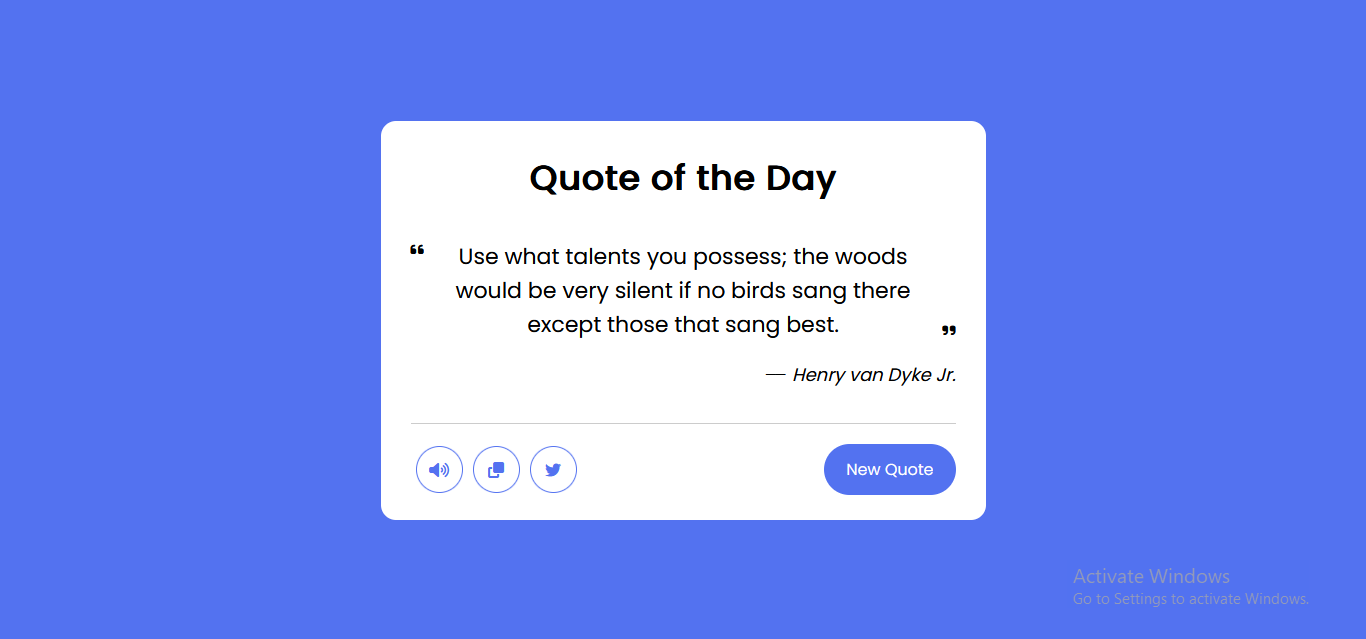 Quote of the Day
❝ Use what talents you possess; the woods
would be very silent if no birds sang there
except those that sang best. ❞
— Henry van Dyke Jr.
New Quote
Activate Windows
Go to Settings to activate Windows.